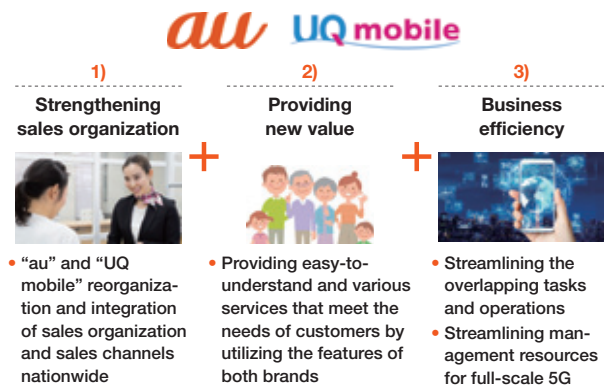 au UQ mobile
1)
Strengthening
sales organization
“au” and “UQ
mobile” reorganiza-
tion and integration
of sales organization
and sales channels
nationwide
2)
Providing
new value
Providing easy-to-
understand and various
services that meet the
needs of customers by
utilizing the features of
both brands
3)
Business
efficiency
Streamlining the
overlapping tasks
and operations
Streamlining man-
agement resources
for full-scale 5G